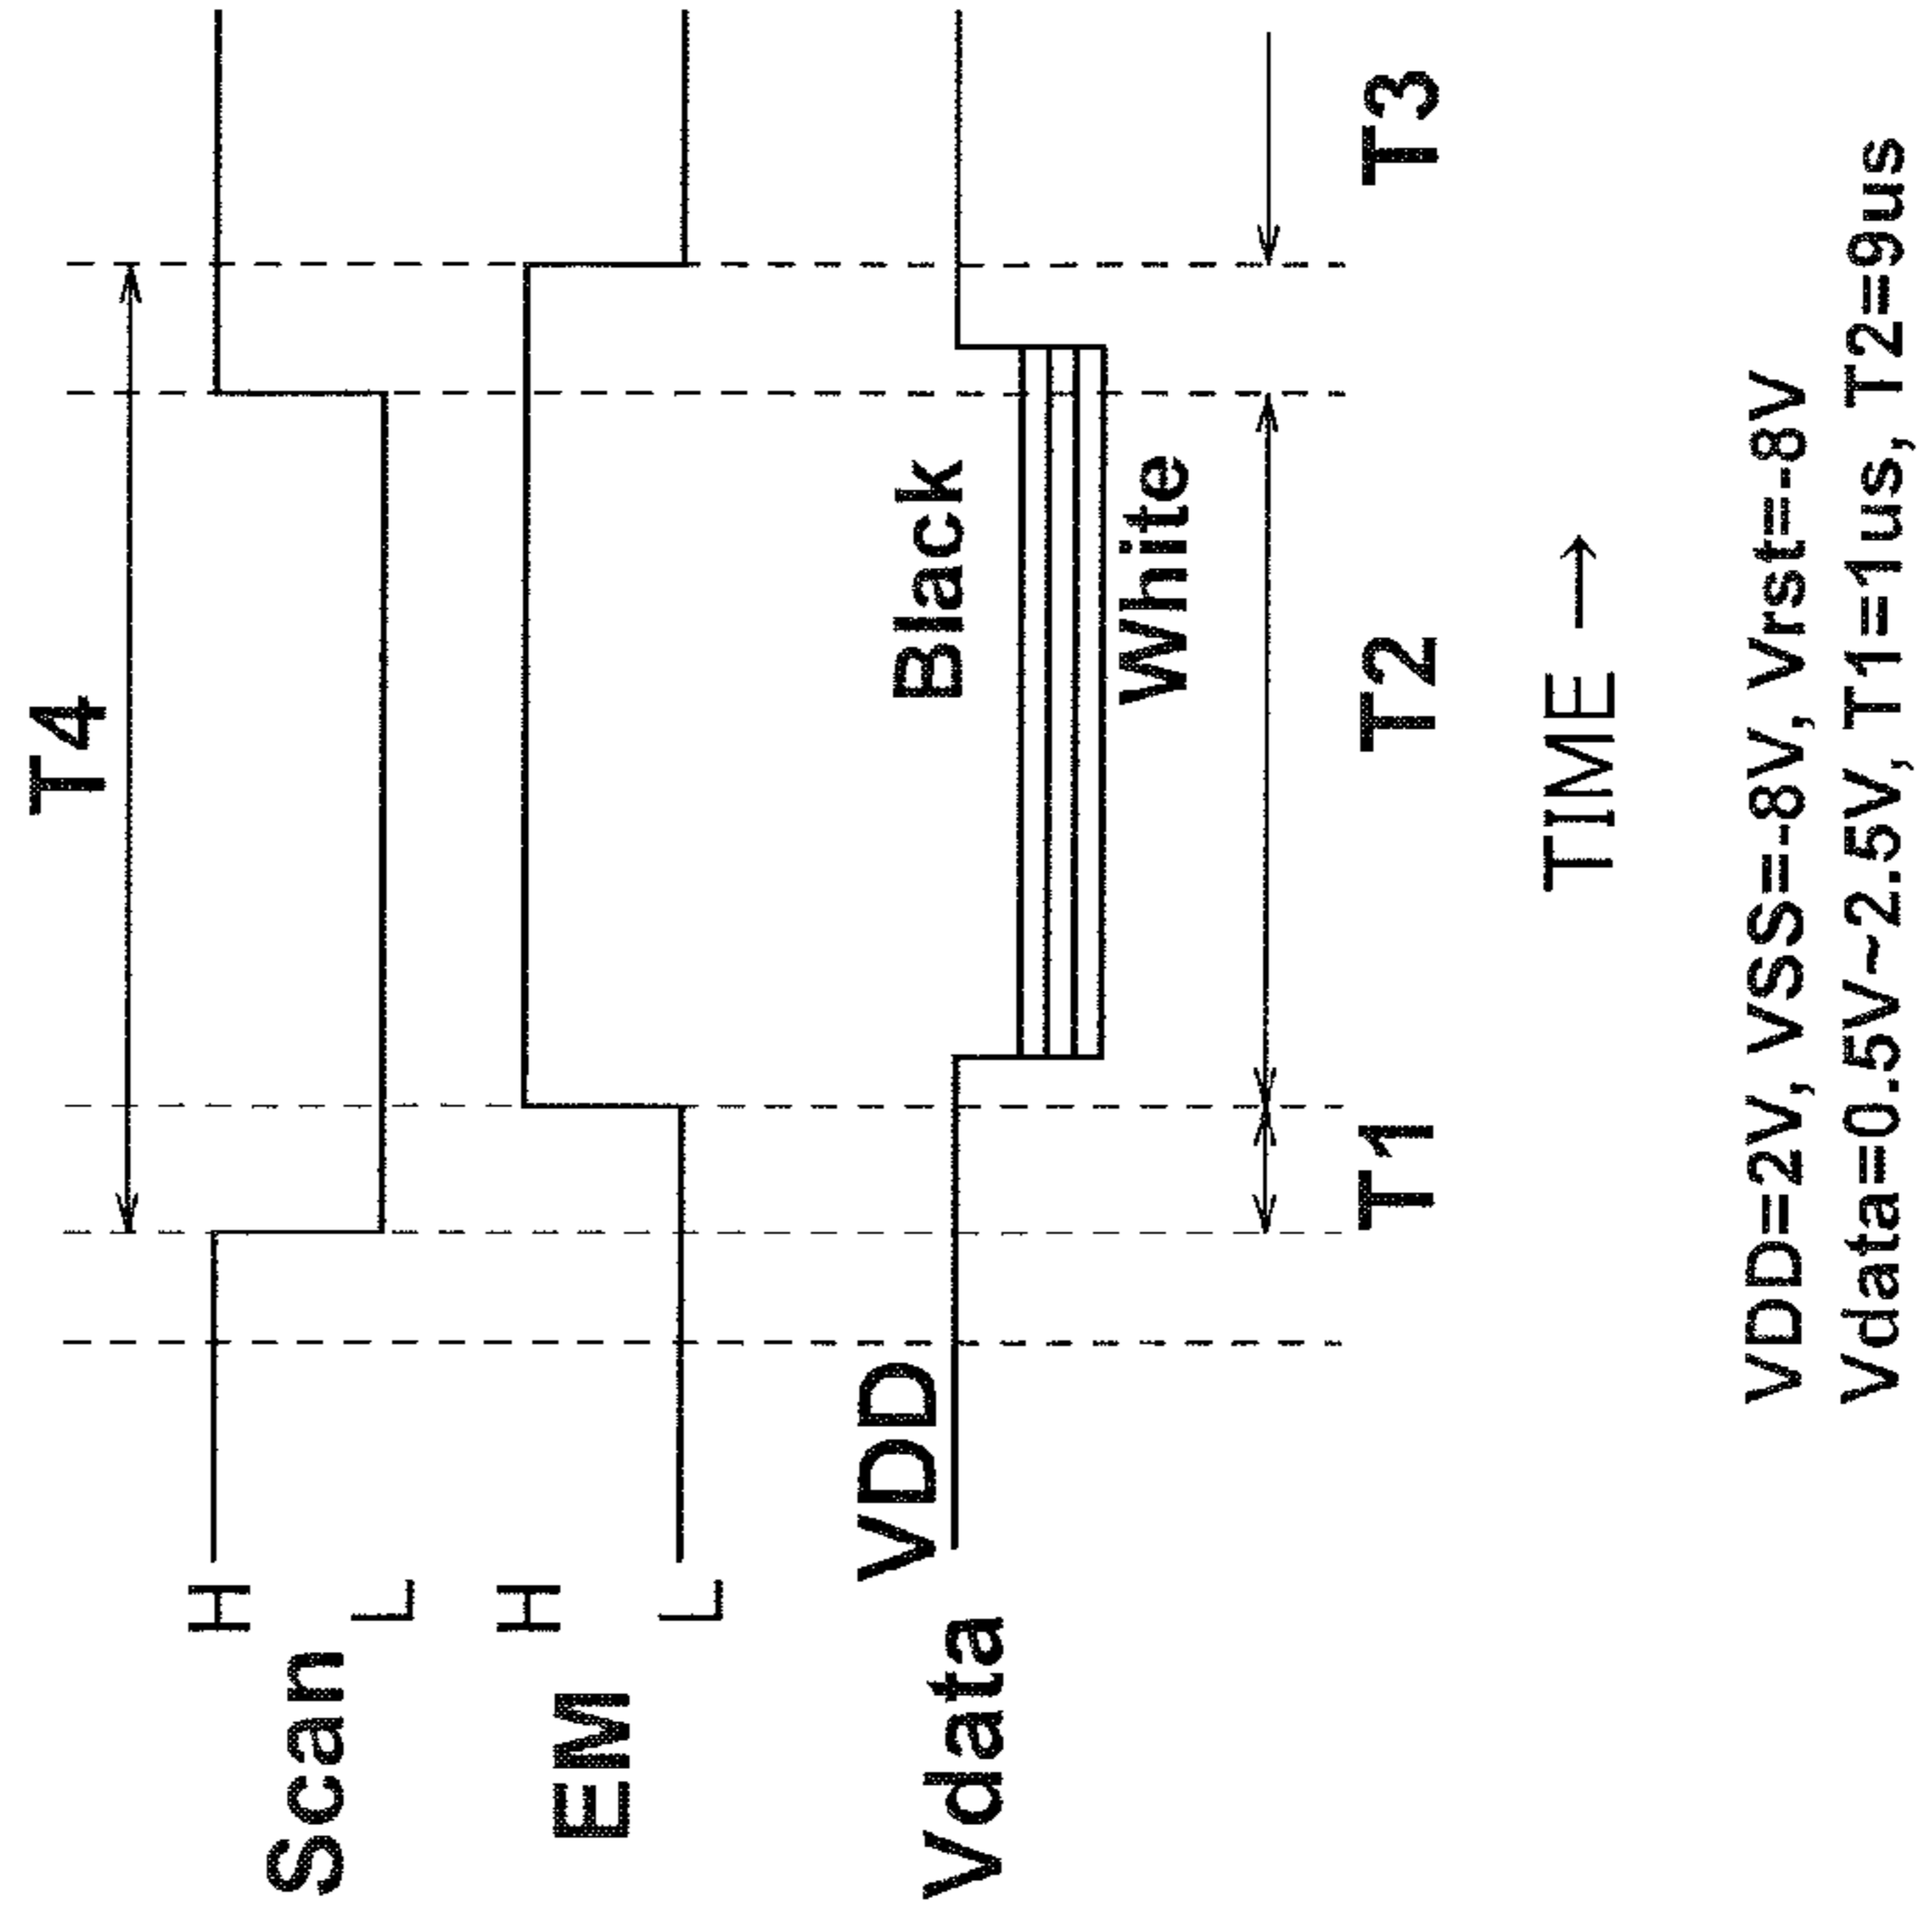 T4
H
Scan
L
H
EM
L
VDD
Vdata
Black
White
T1 T2 T3
TIME →
VDD=2V, VSS=-8V, Vrst=-8V
Vdata=0.5V~2.5V, T1=1us, T2=9us